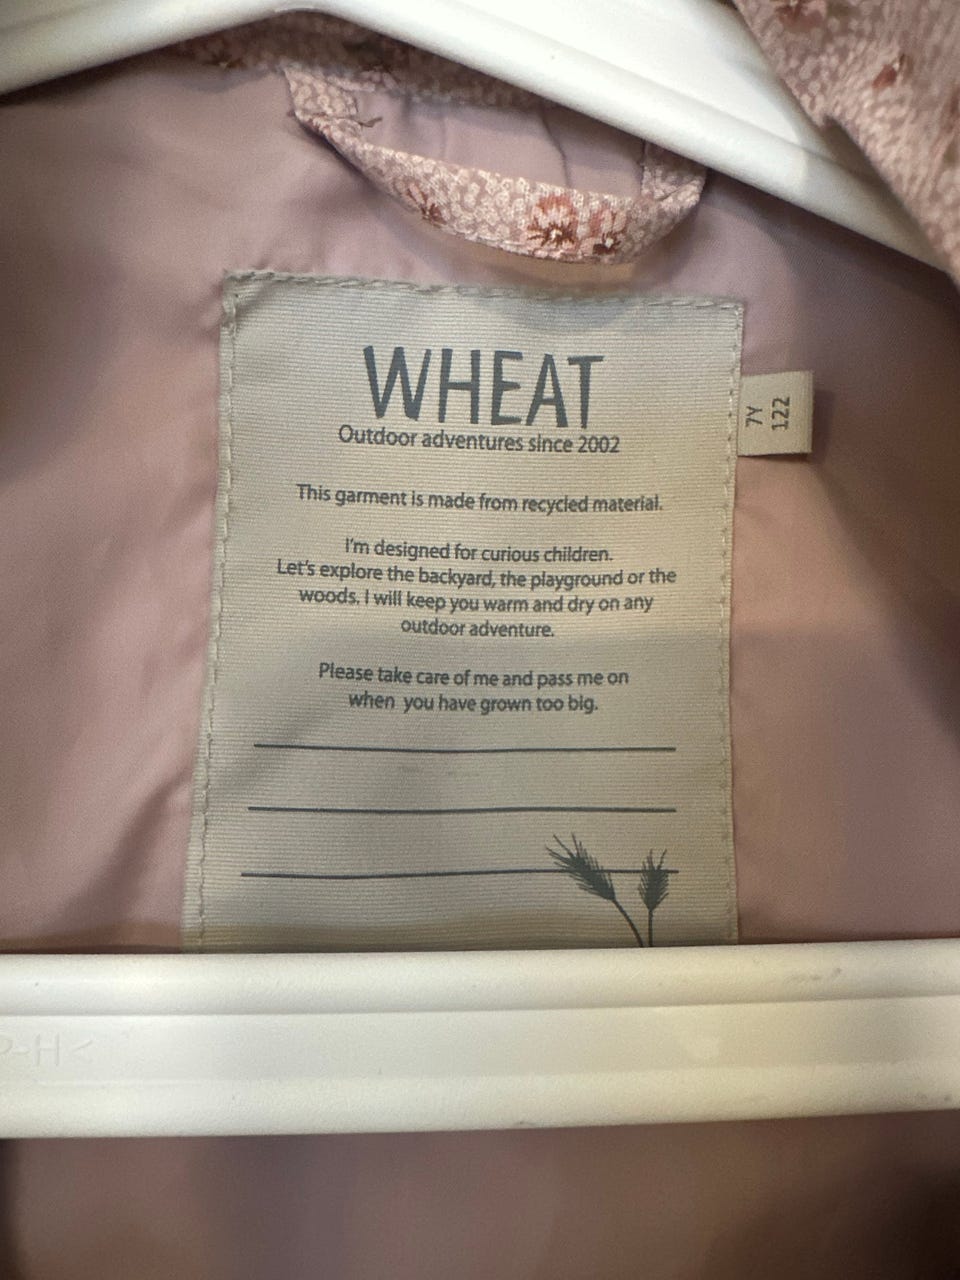 WHEAT
Outdoor adventures since 2002
7Y
122
This garment is made from recycled material.
I'm designed for curious children.
Let's explore the backyard, the playground or the
woods. I will keep you warm and dry on any
outdoor adventure.
Please take care of me and pass me on
when you have grown too big.